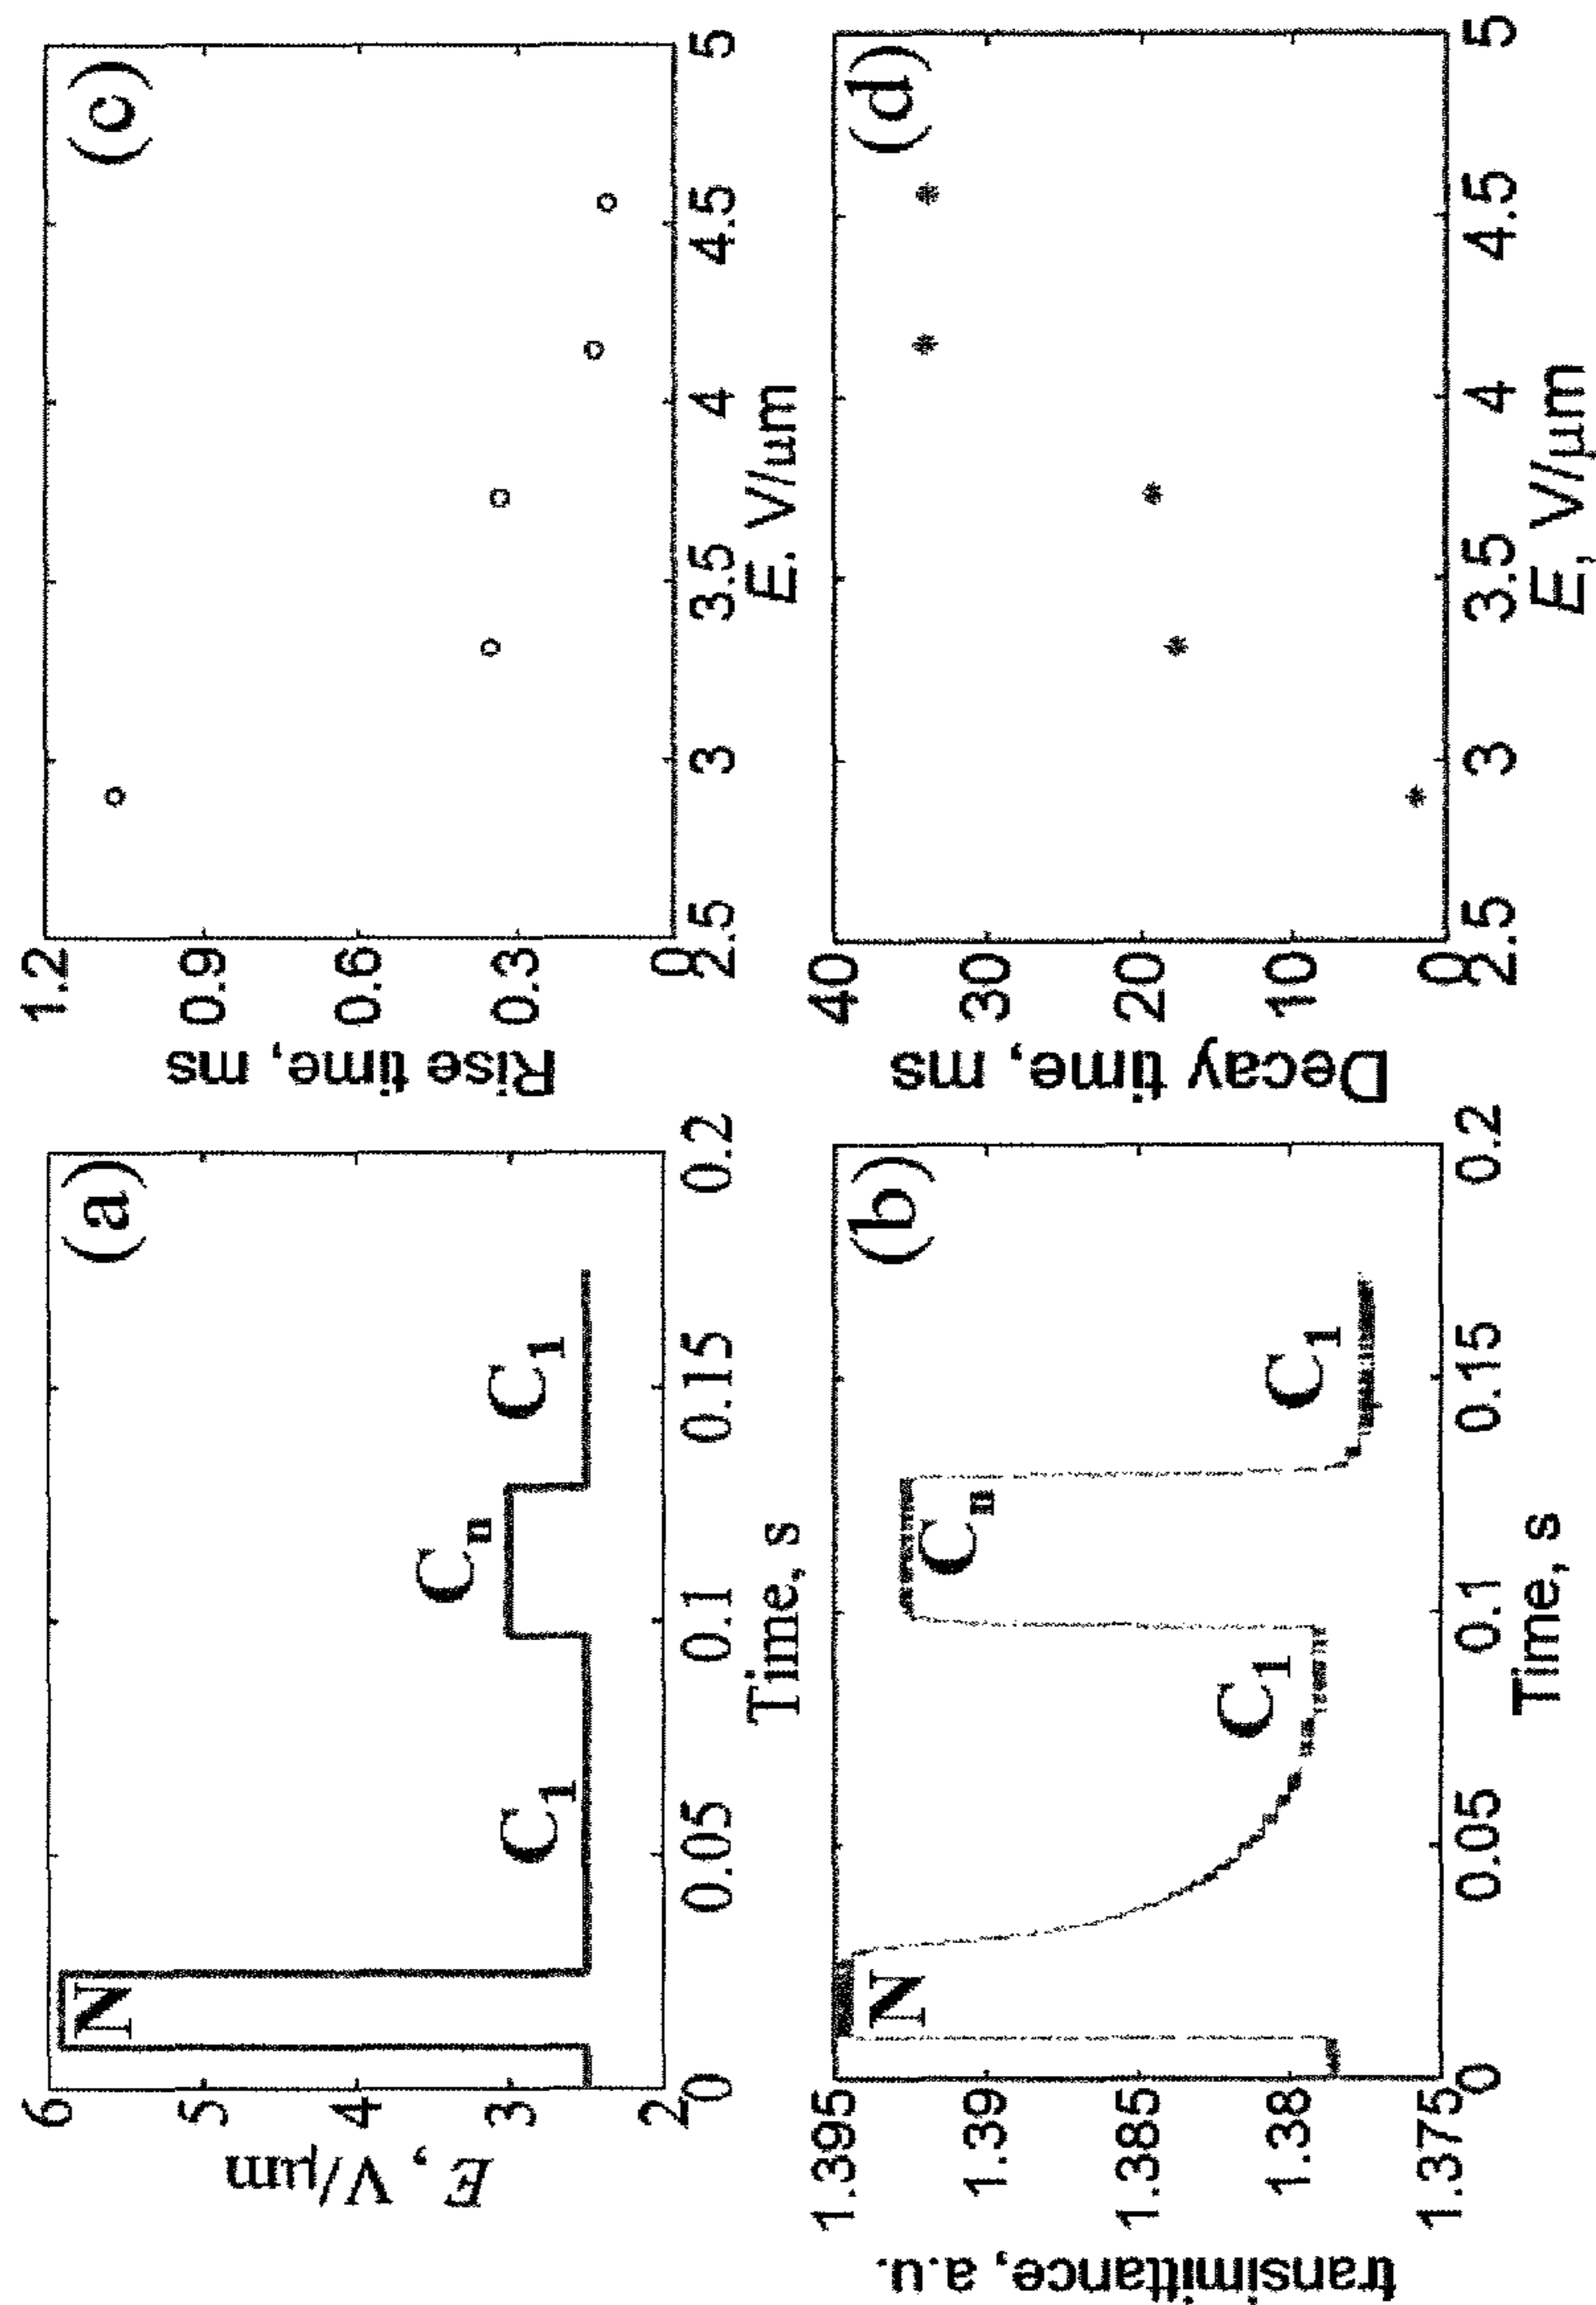 (a)
6
5
4
3
2
E, V/μm
N
C1
Cn
C1
0
0.05
0.1
0.15
0.2
Time, s
(b)
1.395
1.39
1.385
1.38
1.375
transimittance, a.u.
N
C1
Cn
C1
0
0.05
0.1
0.15
0.2
Time, s
(c)
1.2
0.9
0.6
0.3
0
Rise time, ms
2.5
3
3.5
4
4.5
5
E. V/μm
(d)
40
30
20
10
0
Decay time, ms
2.5
3
3.5
4
4.5
5
E, V/μm